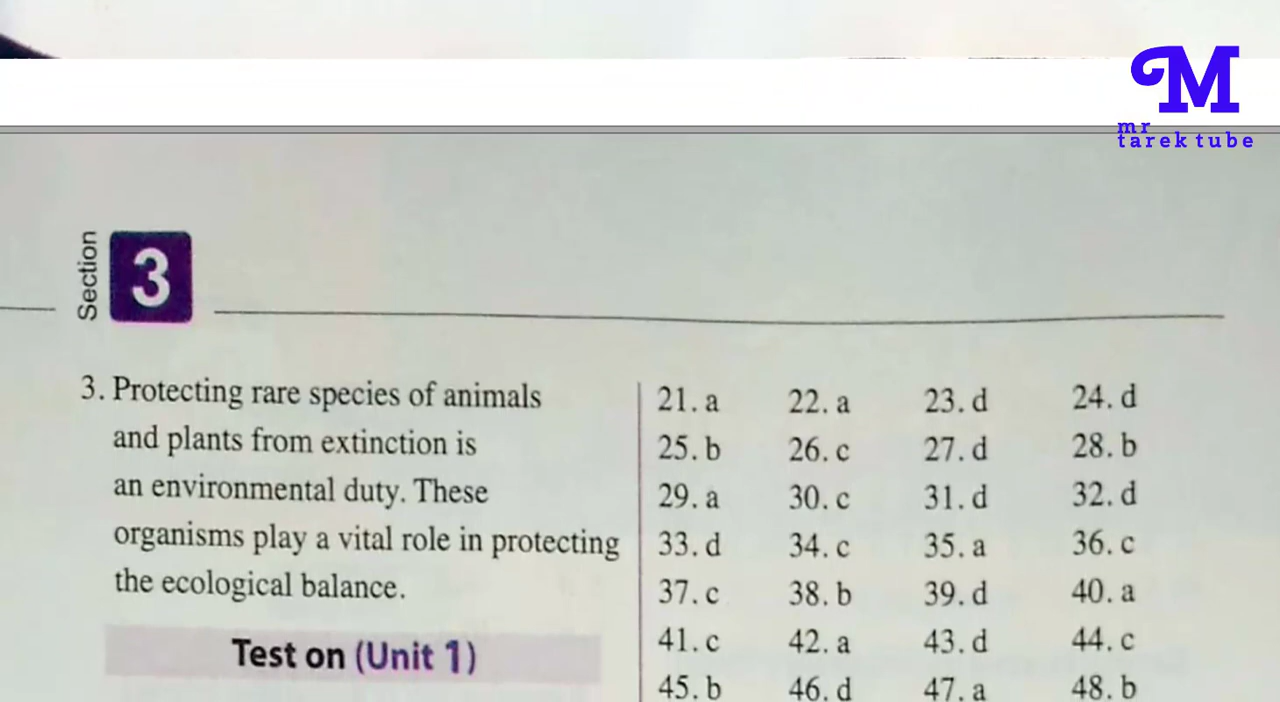 M
mr
tarek tube
Section
3
3. Protecting rare species of animals
and plants from extinction is
an environmental duty. These
organisms play a vital role in protecting
the ecological balance.
Test on (Unit 1)
21. a 22. a 23. d 24. d
25. b 26. c 27. d 28. b
29. a 30. c 31. d 32. d
33. d 34. c 35. a 36. c
37. c 38. b 39. d 40. a
41. c 42. a 43. d 44. c
45. b 46. d 47. a 48. b